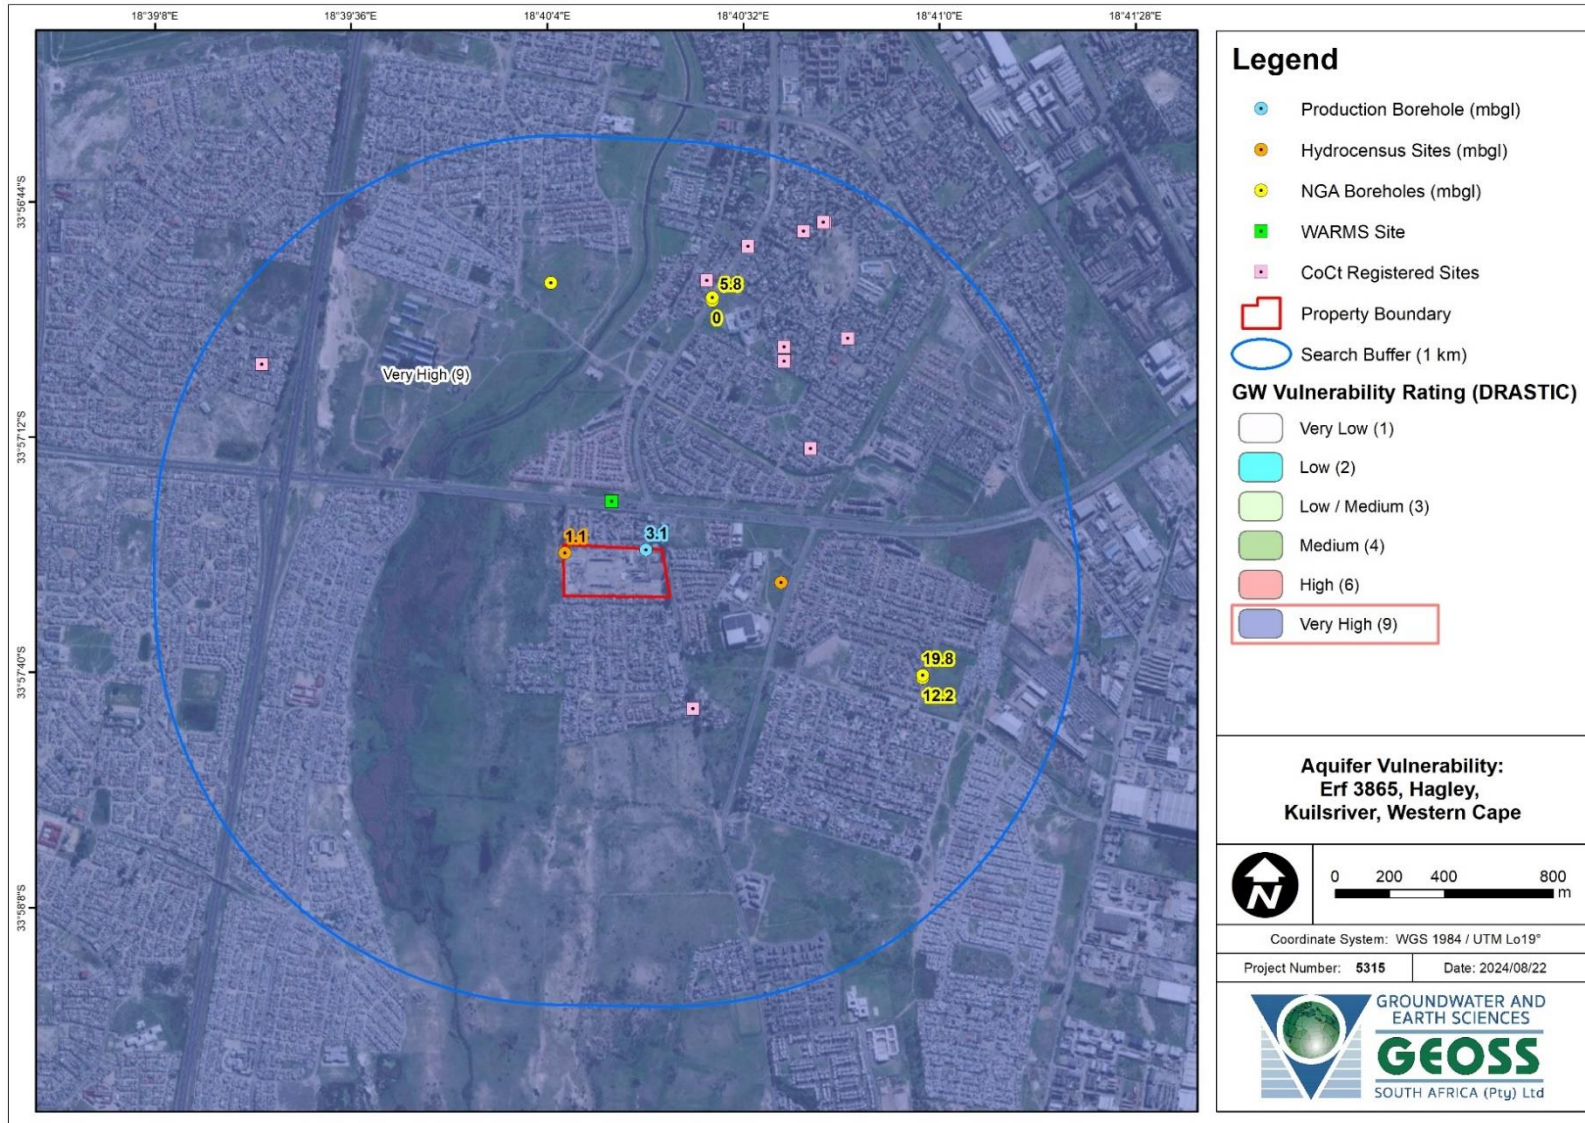 18°39'8"E
18°39'36"E
18°40'4"E
18°40'32"E
18°41'0"E
18°41'28"E
33°56'44"S
33°57'12"S
33°57'40"S
33°58'8"S
5.8
0
Very High (9)
1.1
3.1
19.8
12.2
Legend
Production Borehole (mbgl)
Hydrocensus Sites (mbgl)
NGA Boreholes (mbgl)
WARMS Site
CoCt Registered Sites
Property Boundary
Search Buffer (1 km)
GW Vulnerability Rating (DRASTIC)
Very Low (1)
Low (2)
Low / Medium (3)
Medium (4)
High (6)
Very High (9)
Aquifer Vulnerability:
Erf 3865, Hagley,
Kuilsriver, Western Cape
N
0 200 400 800
m
Coordinate System: WGS 1984 / UTM Lo19°
Project Number: 5315 Date: 2024/08/22
GROUNDWATER AND
EARTH SCIENCES
GEOSS
SOUTH AFRICA (Pty) Ltd